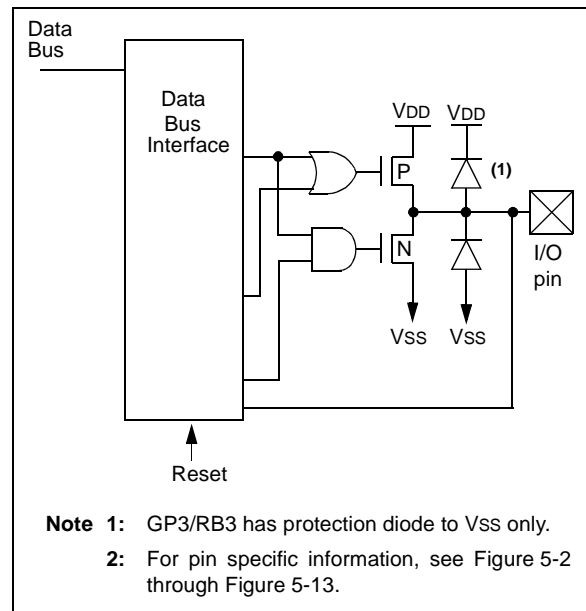 Data
Bus
Data
Bus
Interface
VDD
VDD
P
(1)
N
I/O
pin
VSS
VSS
Reset
Note 1: GP3/RB3 has protection diode to VSS only.
2: For pin specific information, see Figure 5-2
through Figure 5-13.